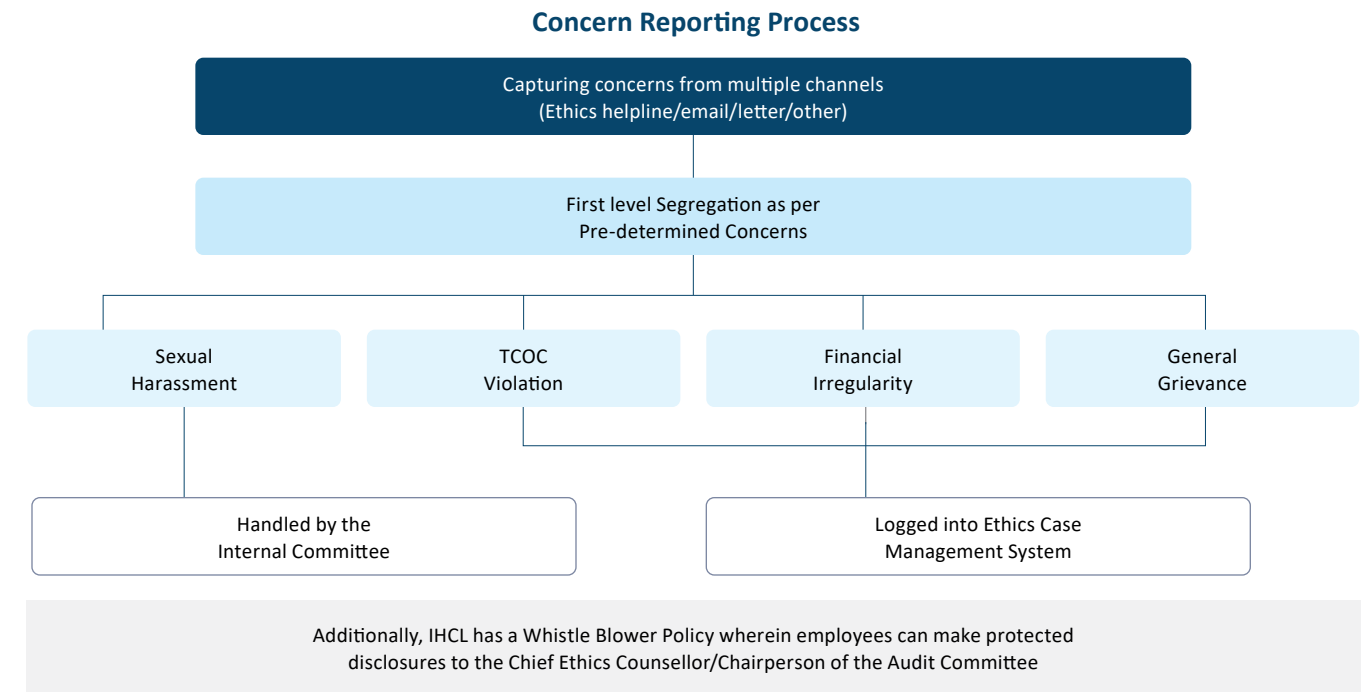 Concern Reporting Process
Capturing concerns from multiple channels
(Ethics helpline/email/letter/other)
First level Segregation as per
Pre-determined Concerns
Sexual
Harassment
TCOC
Violation
Financial
Irregularity
General
Grievance
Handled by the
Internal Committee
Logged into Ethics Case
Management System
Additionally, IHCL has a Whistle Blower Policy wherein employees can make protected
disclosures to the Chief Ethics Counsellor/Chairperson of the Audit Committee